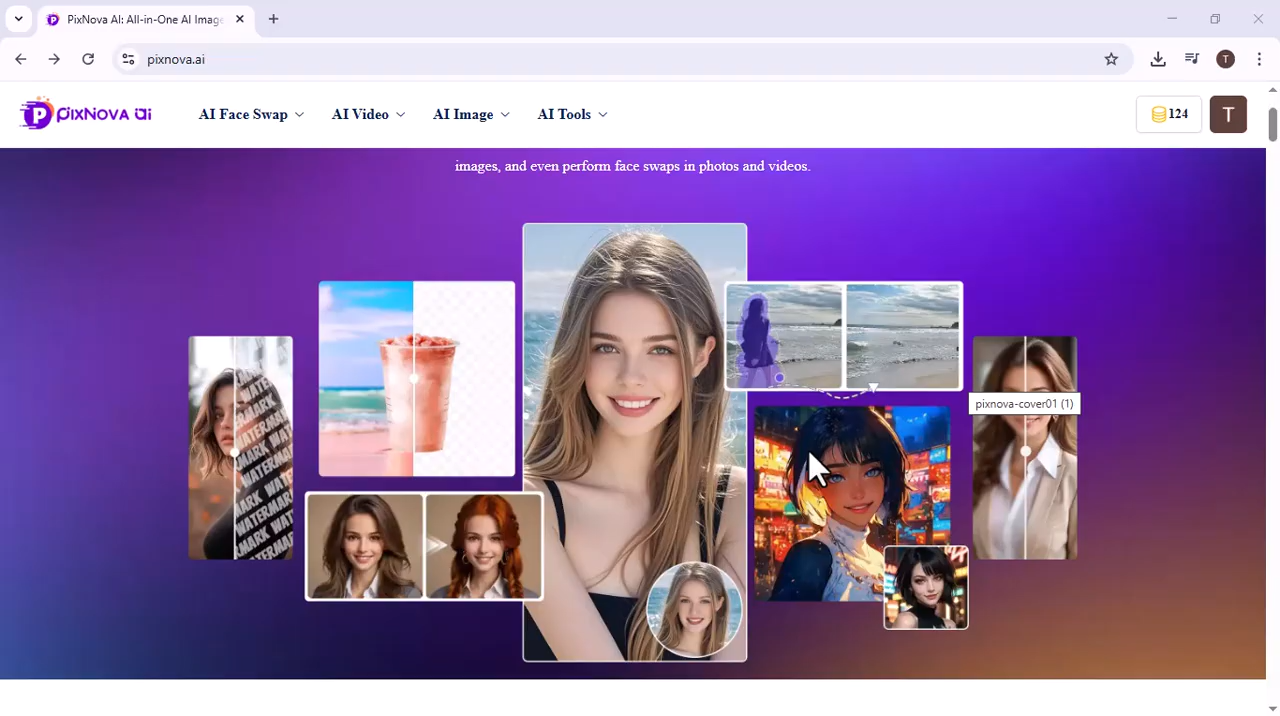 PixNova AI: All-in-One AI Image
pixnova.ai
T
PixNova ai
AI Face Swap
AI Video
AI Image
AI Tools
124
T
images, and even perform face swaps in photos and videos.
WATERMARK
pixnova-cover01 (1)